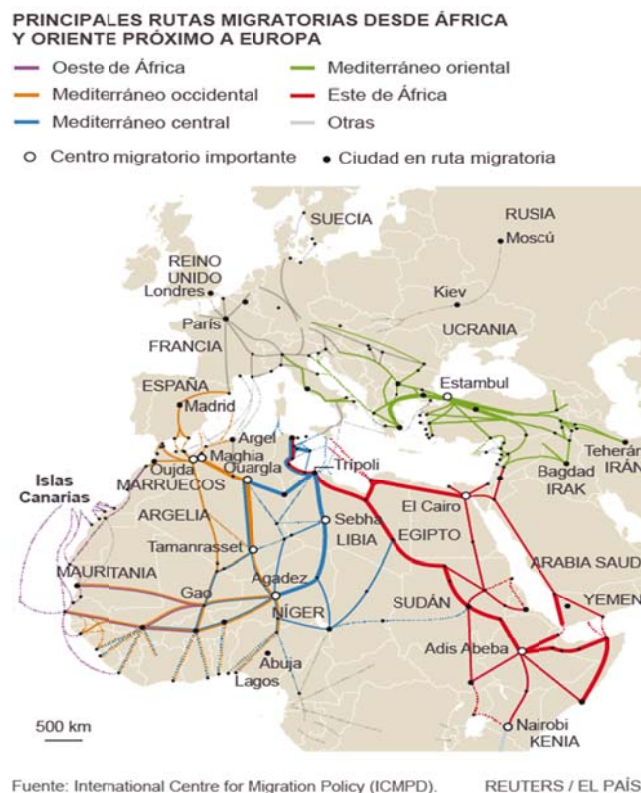 PRINCIPALES RUTAS MIGRATORIAS DESDE ÁFRICA
Y ORIENTE PRÓXIMO A EUROPA
Oeste de África
Mediterráneo oriental
Mediterráneo occidental
Este de África
Mediterráneo central
Otras
Centro migratorio importante
Ciudad en ruta migratoria
SUECIA
RUSIA
Moscú
REINO
UNIDO
Londres
Kiev
París
UCRANIA
FRANCIA
ESPAÑA
Estambul
Madrid
Argel
Teherán
Maghia
IRÁN
Oujda
Ouargla
Trípoli
Bagdad
Islas
Canarias
MARRUECOS
IRAK
El Cairo
ARGELIA
Sebha
LIBIA
EGIPTO
Tamanrasset
ARABIA SAUD
MAURITANIA
Agadez
Gao
SUDÁN
YEMEN
NÍGER
Adis Abeba
Abuja
Lagos
500 km
Nairobi
KENIA
Fuente: International Centre for Migration Policy (ICMPD).
REUTERS / EL PAÍS